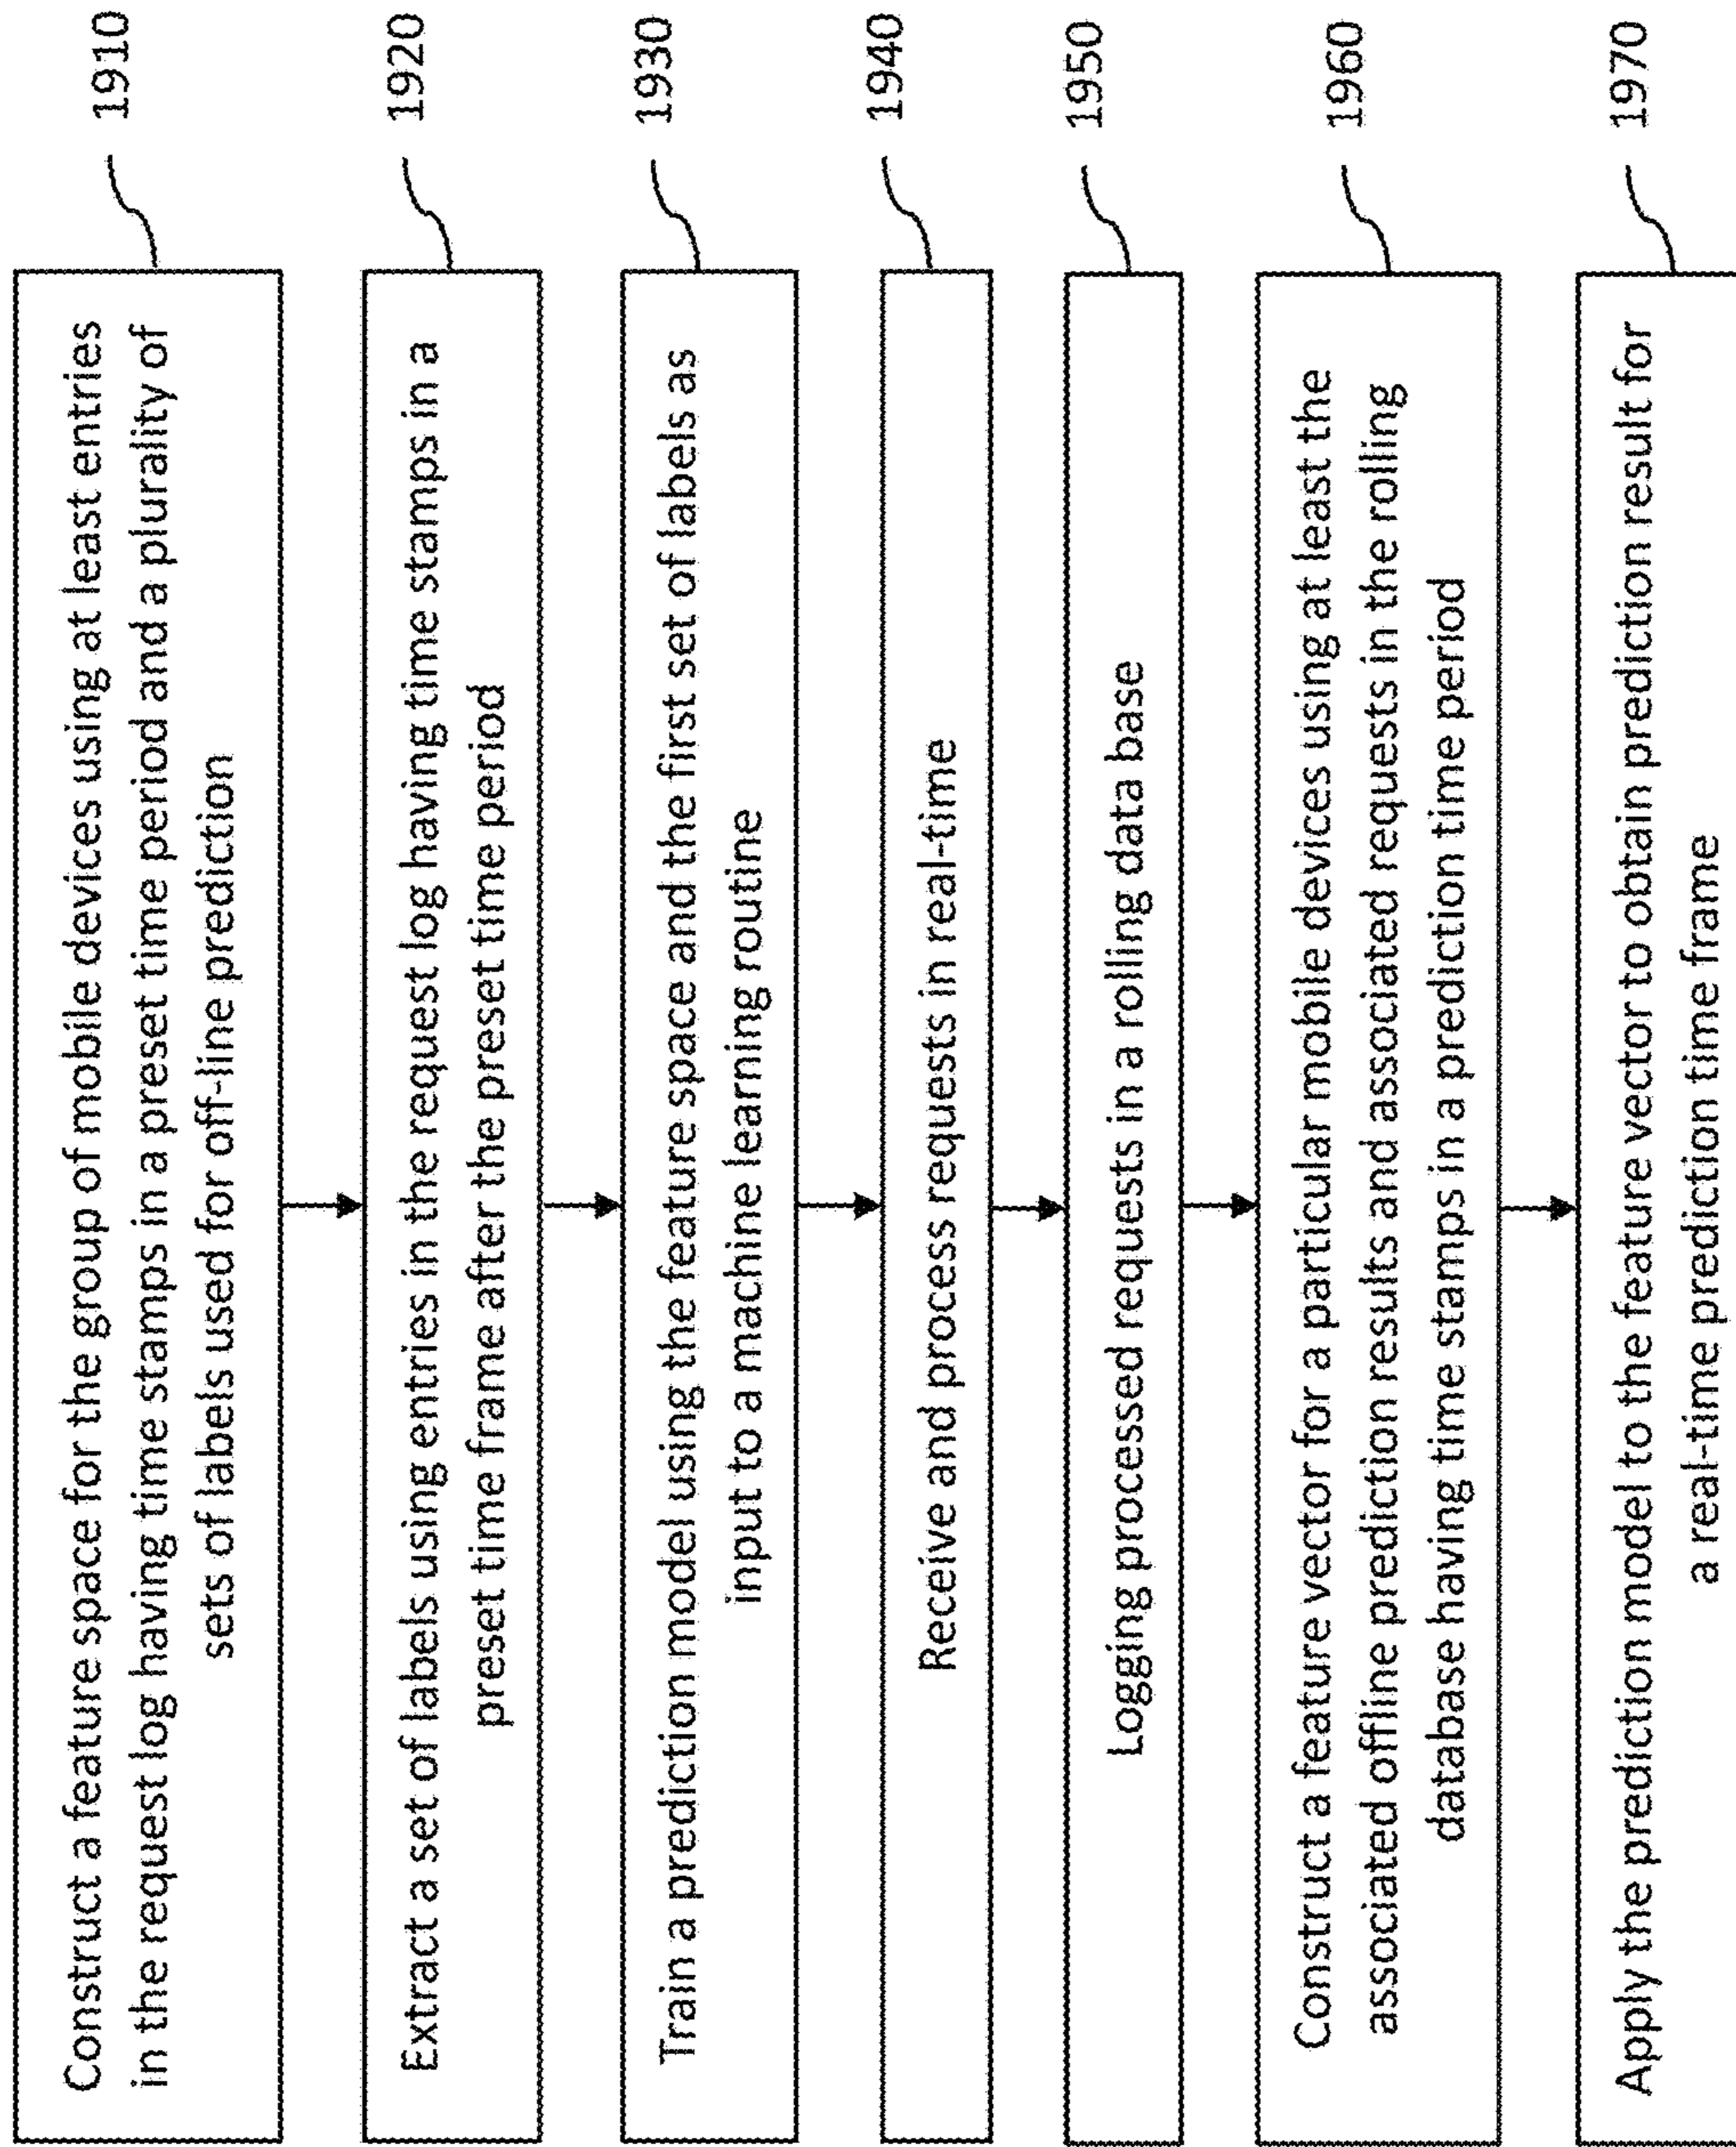 Construct a feature space for the group of mobile devices using at least entries
in the request log having time stamps in a preset time period and a plurality of
sets of labels used for off-line prediction
1910
Extract a set of labels using entries in the request log having time stamps in a
preset time frame after the preset time period
1920
Train a prediction model using the feature space and the first set of labels as
input to a machine learning routine
1930
Receive and process requests in real-time
1940
Logging processed requests in a rolling data base
1950
Construct a feature vector for a particular mobile devices using at least the
associated offline prediction results and associated requests in the rolling
database having time stamps in a prediction time period
1960
Apply the prediction model to the feature vector to obtain prediction result for
a real-time prediction time frame
1970